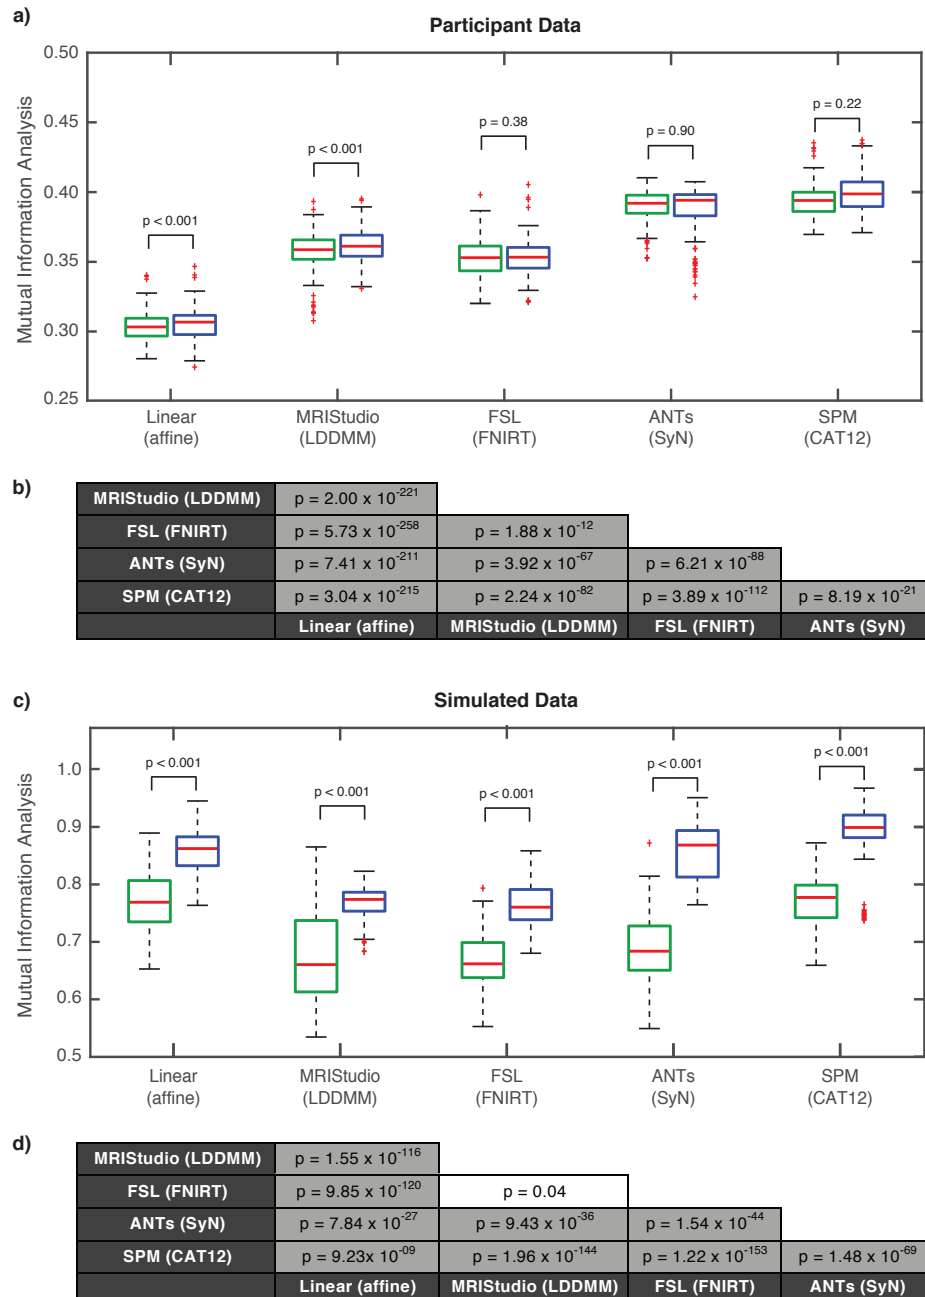 a)
Participant Data
Mutual Information Analysis
0.50
0.45
0.40
0.35
0.30
0.25
p < 0.001
p < 0.001
p = 0.38
p = 0.90
p = 0.22
Linear MRIStudio FSL ANTs SPM
(affine) (LDDMM) (FNIRT) (SyN) (CAT12)
b)
MRIStudio (LDDMM) p = 2.00 x 10^-221
FSL (FNIRT) p = 5.73 x 10^-258 p = 1.88 x 10^-12
ANTs (SyN) p = 7.41 x 10^-211 p = 3.92 x 10^-67 p = 6.21 x 10^-88
SPM (CAT12) p = 3.04 x 10^-215 p = 2.24 x 10^-82 p = 3.89 x 10^-112 p = 8.19 x 10^-21
Linear (affine) MRIStudio (LDDMM) FSL (FNIRT) ANTs (SyN)
c)
Simulated Data
Mutual Information Analysis
1.0
0.9
0.8
0.7
0.6
0.5
p < 0.001
p < 0.001
p < 0.001
p < 0.001
p < 0.001
Linear MRIStudio FSL ANTs SPM
(affine) (LDDMM) (FNIRT) (SyN) (CAT12)
d)
MRIStudio (LDDMM) p = 1.55 x 10^-116
FSL (FNIRT) p = 9.85 x 10^-120 p = 0.04
ANTs (SyN) p = 7.84 x 10^-27 p = 9.43 x 10^-36 p = 1.54 x 10^-44
SPM (CAT12) p = 9.23x 10^-09 p = 1.96 x 10^-144 p = 1.22 x 10^-153 p = 1.48 x 10^-69
Linear (affine) MRIStudio (LDDMM) FSL (FNIRT) ANTs (SyN)